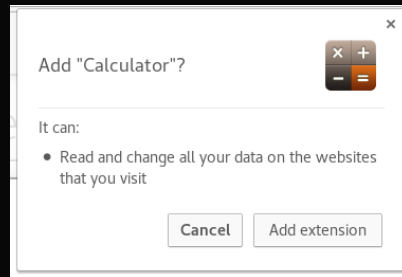 Add "Calculator"?
It can:
Read and change all your data on the websites
that you visit
Cancel
Add extension